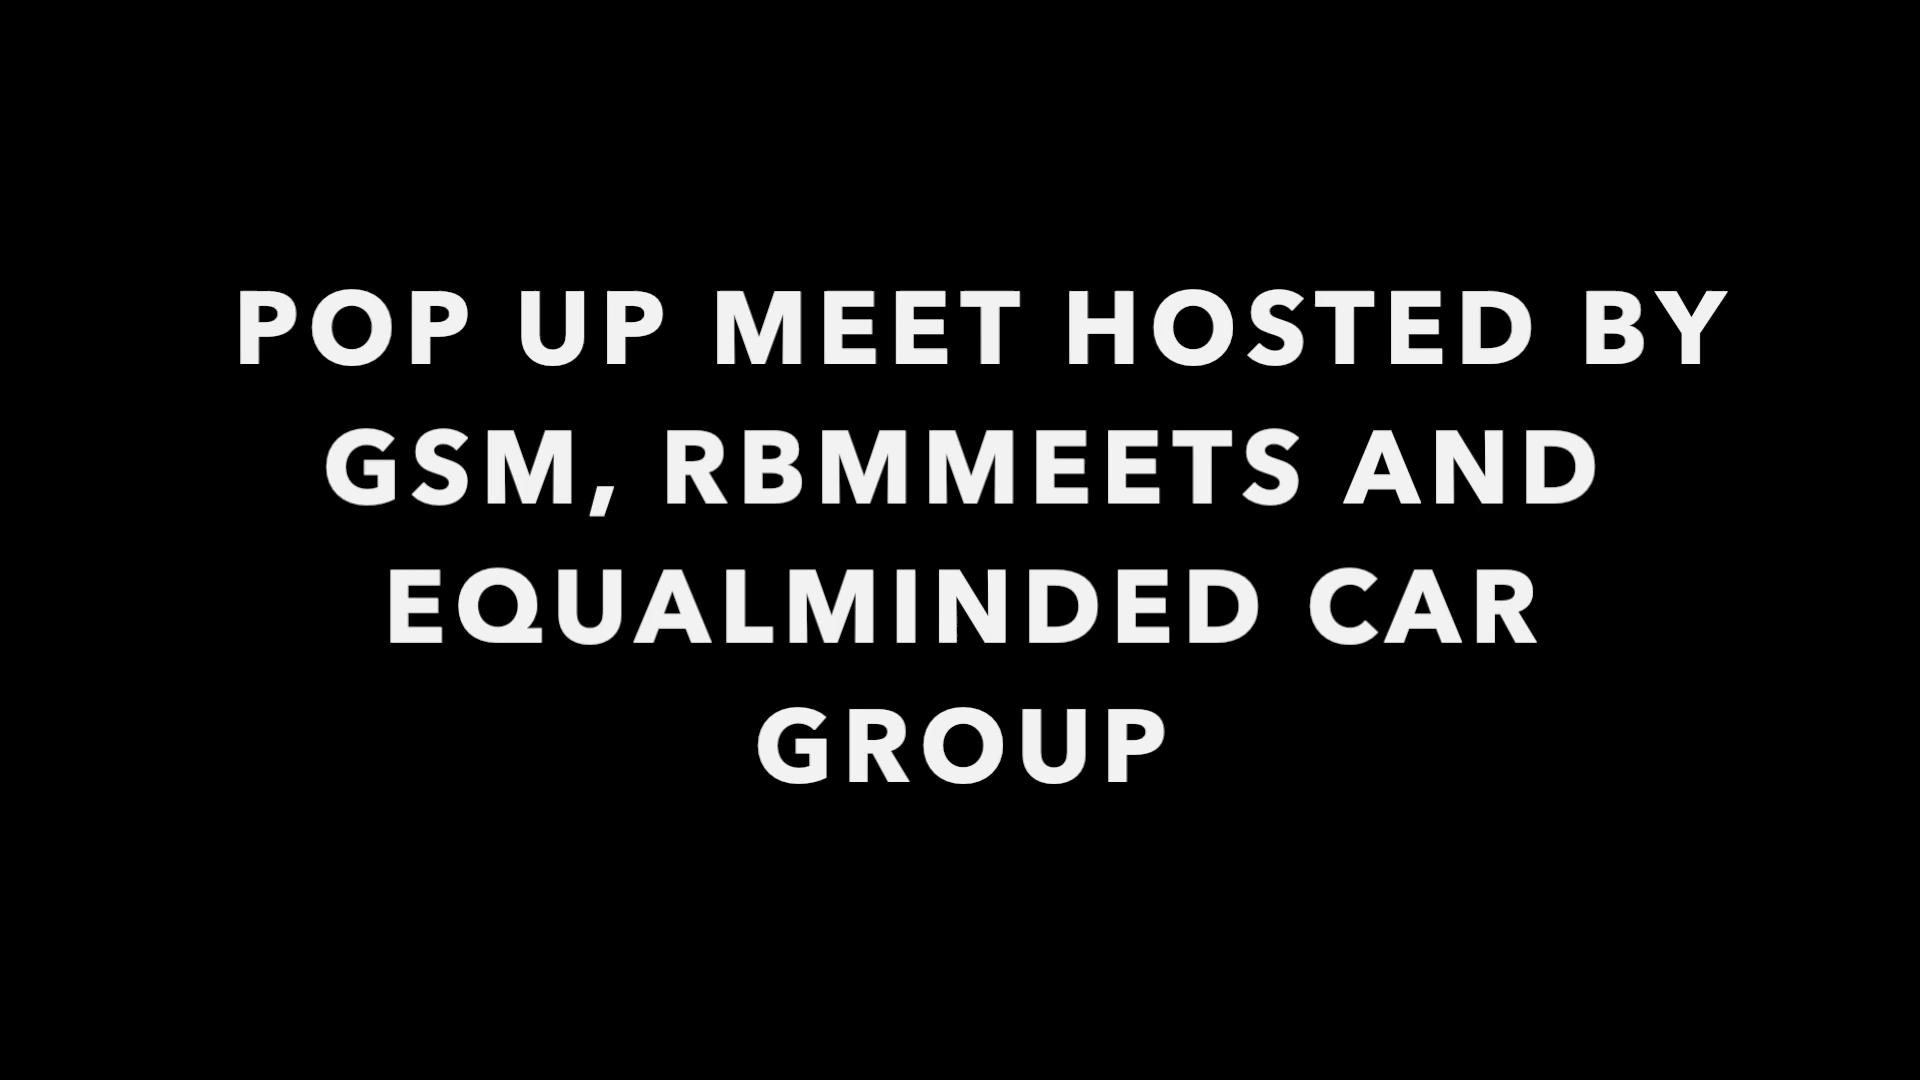 POP UP MEET HOSTED BY
GSM, RBMMEETS AND
EQUALMINDED CAR
GROUP